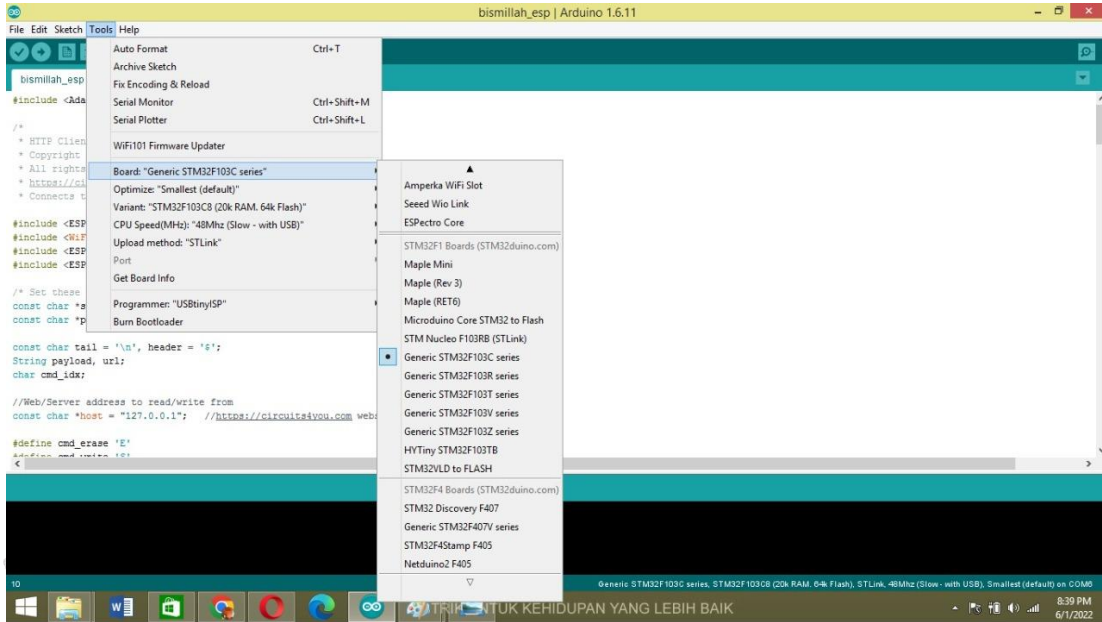 bismillah_esp | Arduino 1.6.11
File Edit Sketch Tools Help
bismillah_esp
Auto Format Ctrl+T
Archive Sketch
Fix Encoding & Reload
Serial Monitor Ctrl+Shift+M
Serial Plotter Ctrl+Shift+L
WiFi101 Firmware Updater
Board: "Generic STM32F103C series"
Optimize: "Smallest (default)"
Variant: "STM32F103C8 (20k RAM. 64k Flash)"
CPU Speed(MHz): "48Mhz (Slow - with USB)"
Upload method: "STLink"
Port
Get Board Info
Programmer: "USBtinyISP"
Burn Bootloader
Amperka WiFi Slot
Seeed Wio Link
ESPectro Core
STM32F1 Boards (STM32duino.com)
Maple Mini
Maple (Rev 3)
Maple (RET6)
Microduino Core STM32 to Flash
STM Nucleo F103RB (STLink)
Generic STM32F103C series
Generic STM32F103R series
Generic STM32F103T series
Generic STM32F103V series
Generic STM32F103Z series
HYTiny STM32F103TB
STM32VLD to FLASH
STM32F4 Boards (STM32duino.com)
STM32 Discovery F407
Generic STM32F407V series
STM32F4Stamp F405
Netduino2 F405
#include <Ada
/*
* HTTP Clien
* Copyright
* All rights
* https://ci
* Connects t
#include <ESP
#include <WiF
#include <ESP
#include <ESP
/* Set these
const char *s
const char *p
const char tail = '\n', header = '$';
String payload, url;
char cmd_idx;
//Web/Server address to read/write from
const char *host = "127.0.0.1"; //https://circuits4you.com webs
#define cmd_erase 'E'
10
Generic STM32F103C series, STM32F103C8 (20k RAM. 64k Flash), STLink, 48Mhz (Slow - with USB), Smallest (default) on COM6
KEHIDUPAN YANG LEBIH BAIK
8:39 PM
6/1/2022